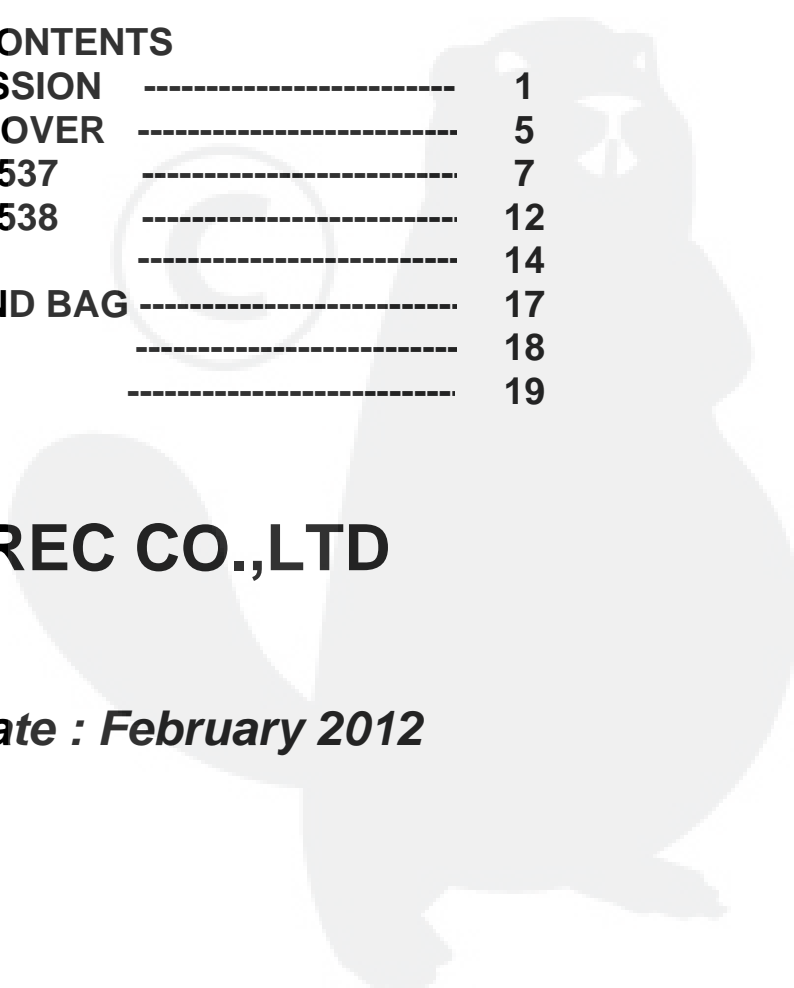 ONTENTS
SSION ------------------------- 1
OVER -------------------------- 5
537 -------------------------- 7
538 -------------------------- 12
-------------------------- 14
ND BAG -------------------------- 17
-------------------------- 18
-------------------------- 19
©
REC CO.,LTD
ate : February 2012